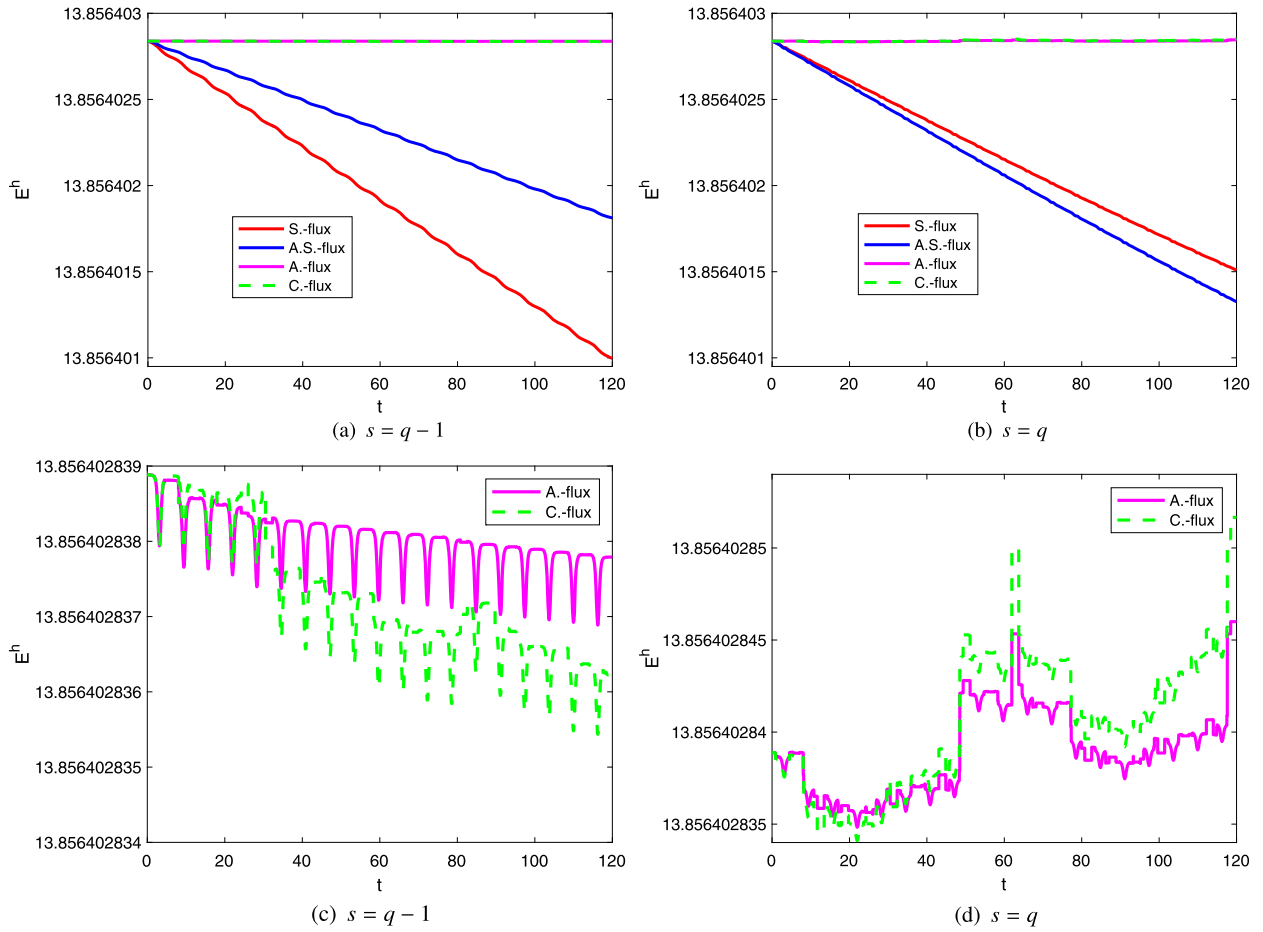 13.856403
13.8564025
13.856402
13.8564015
13.856401
E^h
0 20 40 60 80 100 120
t
S.-flux
A.S.-flux
A.-flux
C.-flux
(a) s = q − 1
13.856403
13.8564025
13.856402
13.8564015
13.856401
E^h
0 20 40 60 80 100 120
t
S.-flux
A.S.-flux
A.-flux
C.-flux
(b) s = q
13.856402839
13.856402838
13.856402837
13.856402836
13.856402835
13.856402834
E^h
0 20 40 60 80 100 120
t
A.-flux
C.-flux
(c) s = q − 1
13.85640285
13.856402845
13.85640284
13.856402835
E^h
0 20 40 60 80 100 120
t
A.-flux
C.-flux
(d) s = q